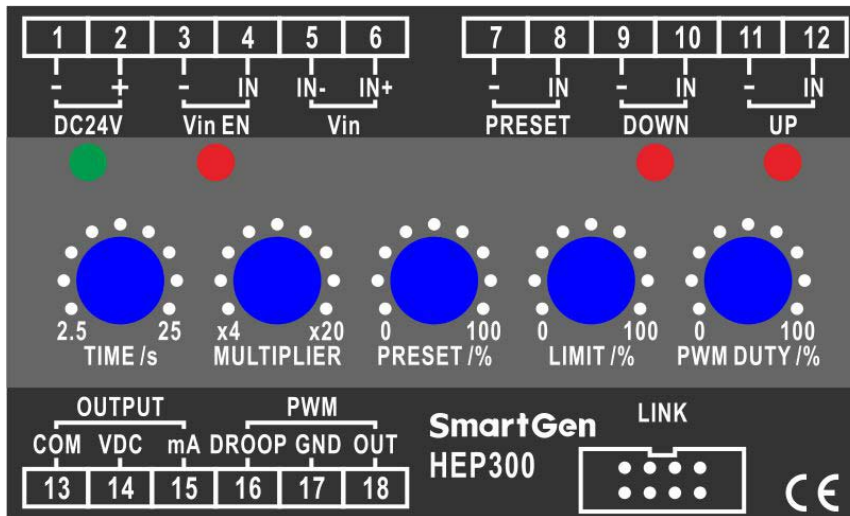 1 2 3 4 5 6 7 8 9 10 11 12
- + - IN IN- IN+ - IN - IN - IN
DC24V Vin EN Vin PRESET DOWN UP
2.5 25 x4 x20 0 100 0 100 0 100
TIME /s MULTIPLIER PRESET /% LIMIT /% PWM DUTY /%
OUTPUT PWM
COM VDC mA DROOP GND OUT
13 14 15 16 17 18
SmartGen
HEP300
LINK
CE